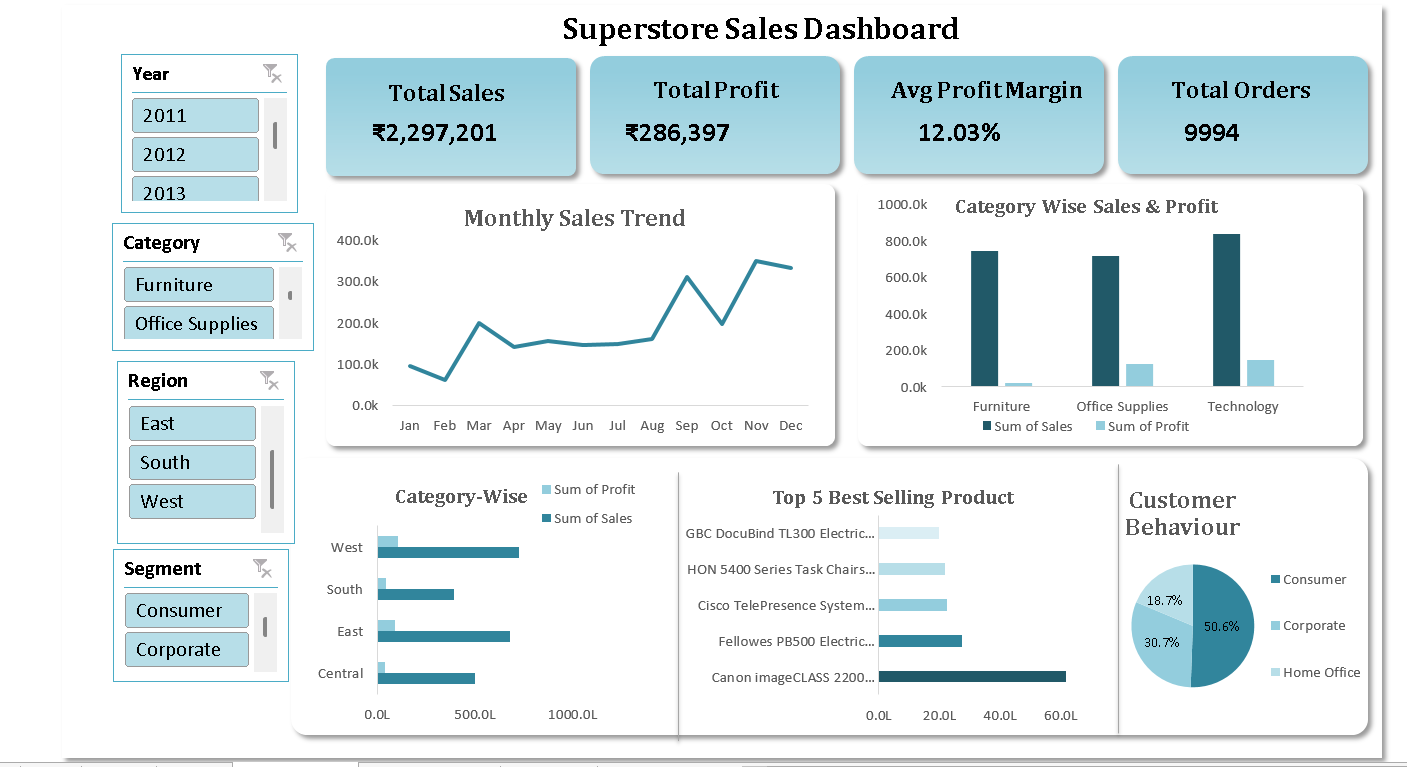 Superstore Sales Dashboard
Year
2011
2012
2013
Category
Furniture
Office Supplies
Region
East
South
West
Segment
Consumer
Corporate
Total Sales
₹2,297,201
Total Profit
₹286,397
Avg Profit Margin
12.03%
Total Orders
9994
Monthly Sales Trend
400.0k
300.0k
200.0k
100.0k
0.0k
Jan Feb Mar Apr May Jun Jul Aug Sep Oct Nov Dec
Category Wise Sales & Profit
1000.0k
800.0k
600.0k
400.0k
200.0k
0.0k
Furniture Office Supplies Technology
Sum of Sales Sum of Profit
Category-Wise
Sum of Profit
Sum of Sales
West
South
East
Central
0.0L 500.0L 1000.0L
Top 5 Best Selling Product
GBC DocuBind TL300 Electric...
HON 5400 Series Task Chairs...
Cisco TelePresence System...
Fellowes PB500 Electric...
Canon imageCLASS 2200...
0.0L 20.0L 40.0L 60.0L
Customer
Behaviour
18.7%
50.6%
30.7%
Consumer
Corporate
Home Office